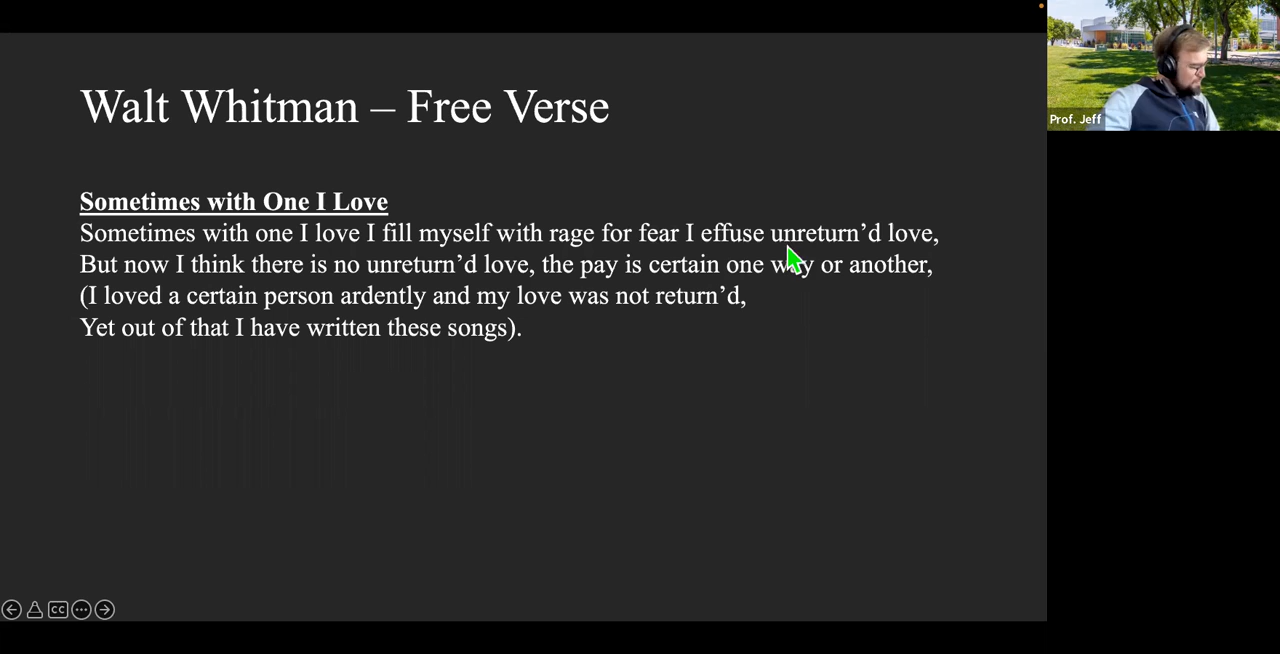 Walt Whitman – Free Verse
Sometimes with One I Love
Sometimes with one I love I fill myself with rage for fear I effuse unreturn’d love,
But now I think there is no unreturn’d love, the pay is certain one way or another,
(I loved a certain person ardently and my love was not return’d,
Yet out of that I have written these songs).
Prof. Jeff
CC